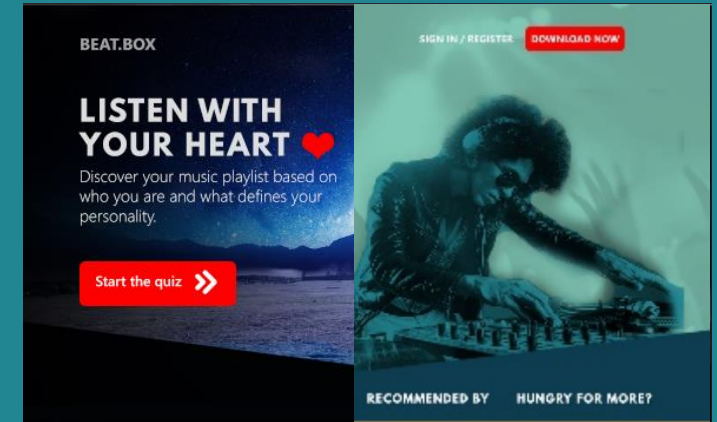 BEAT.BOX
LISTEN WITH
YOUR HEART
Discover your music playlist based on
who you are and what defines your
personality.
Start the quiz
SIGN IN / REGISTER
DOWNLOAD NOW
RECOMMENDED BY
HUNGRY FOR MORE?